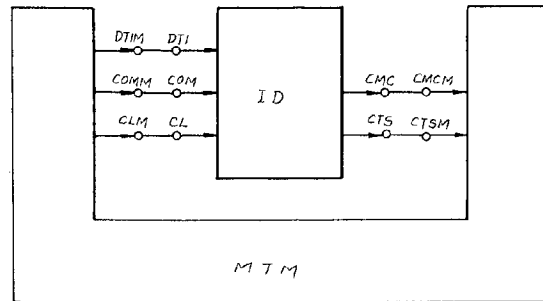 DTIM DTI
COMM COM
ID
CMC CMCM
CLM CL
CTS CTSM
MTM